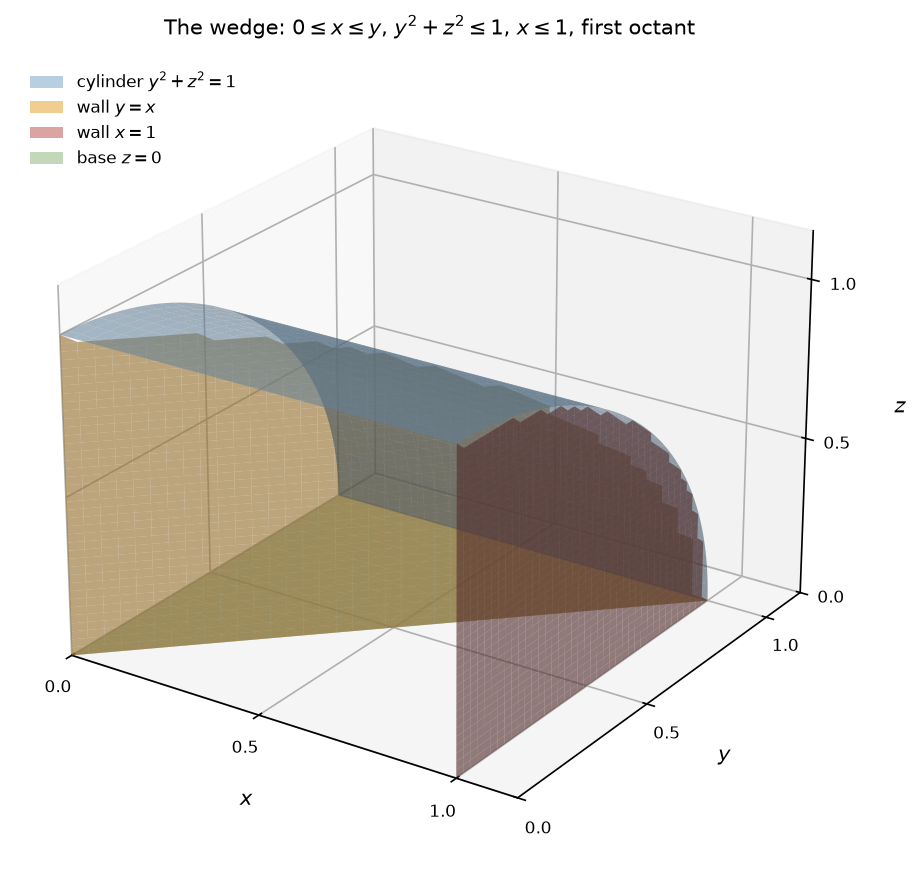 The wedge: 0 ≤ x ≤ y, y² + z² ≤ 1, x ≤ 1, first octant
cylinder y² + z² = 1
wall y = x
wall x = 1
base z = 0
1.0
z
0.5
0.0
1.0
0.0
0.5
0.5
y
x
1.0
0.0